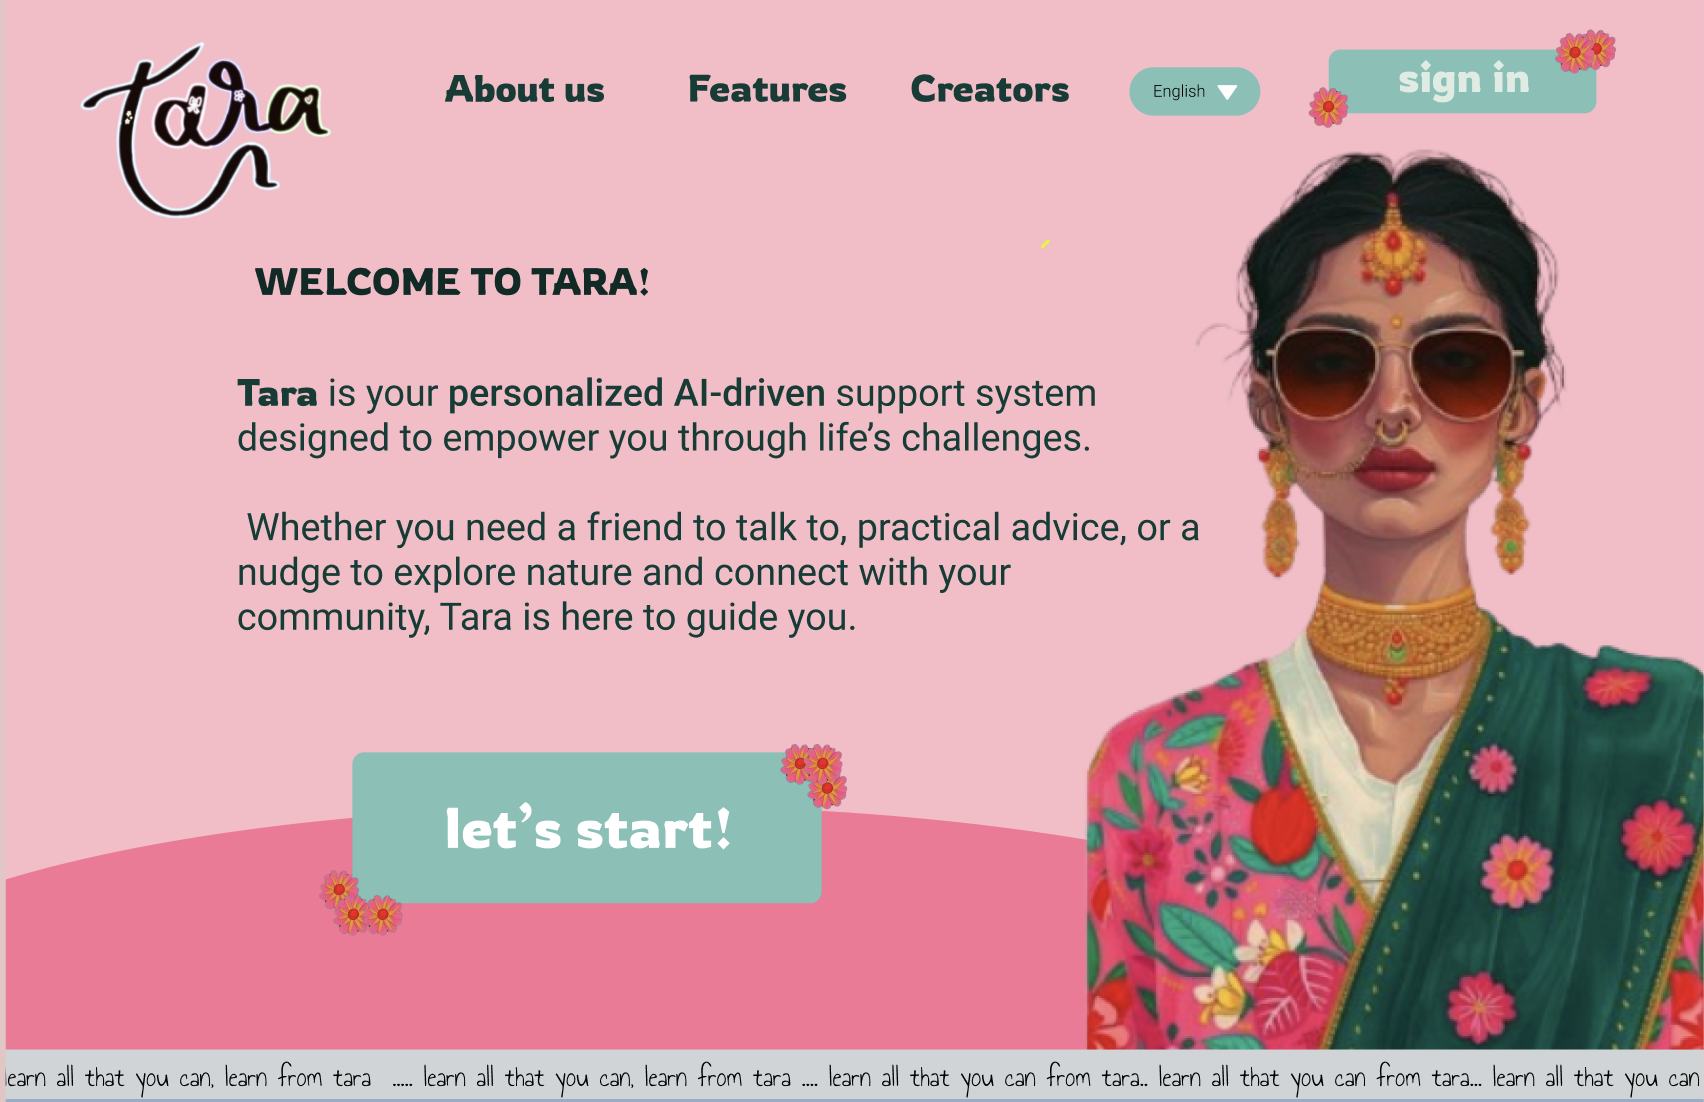 Tara
About us
Features
Creators
English
sign in
WELCOME TO TARA!
Tara is your personalized AI-driven support system
designed to empower you through life’s challenges.
Whether you need a friend to talk to, practical advice, or a
nudge to explore nature and connect with your
community, Tara is here to guide you.
let’s start!
learn all that you can, learn from tara ..... learn all that you can, learn from tara .... learn all that you can from tara.. learn all that you can from tara... learn all that you can